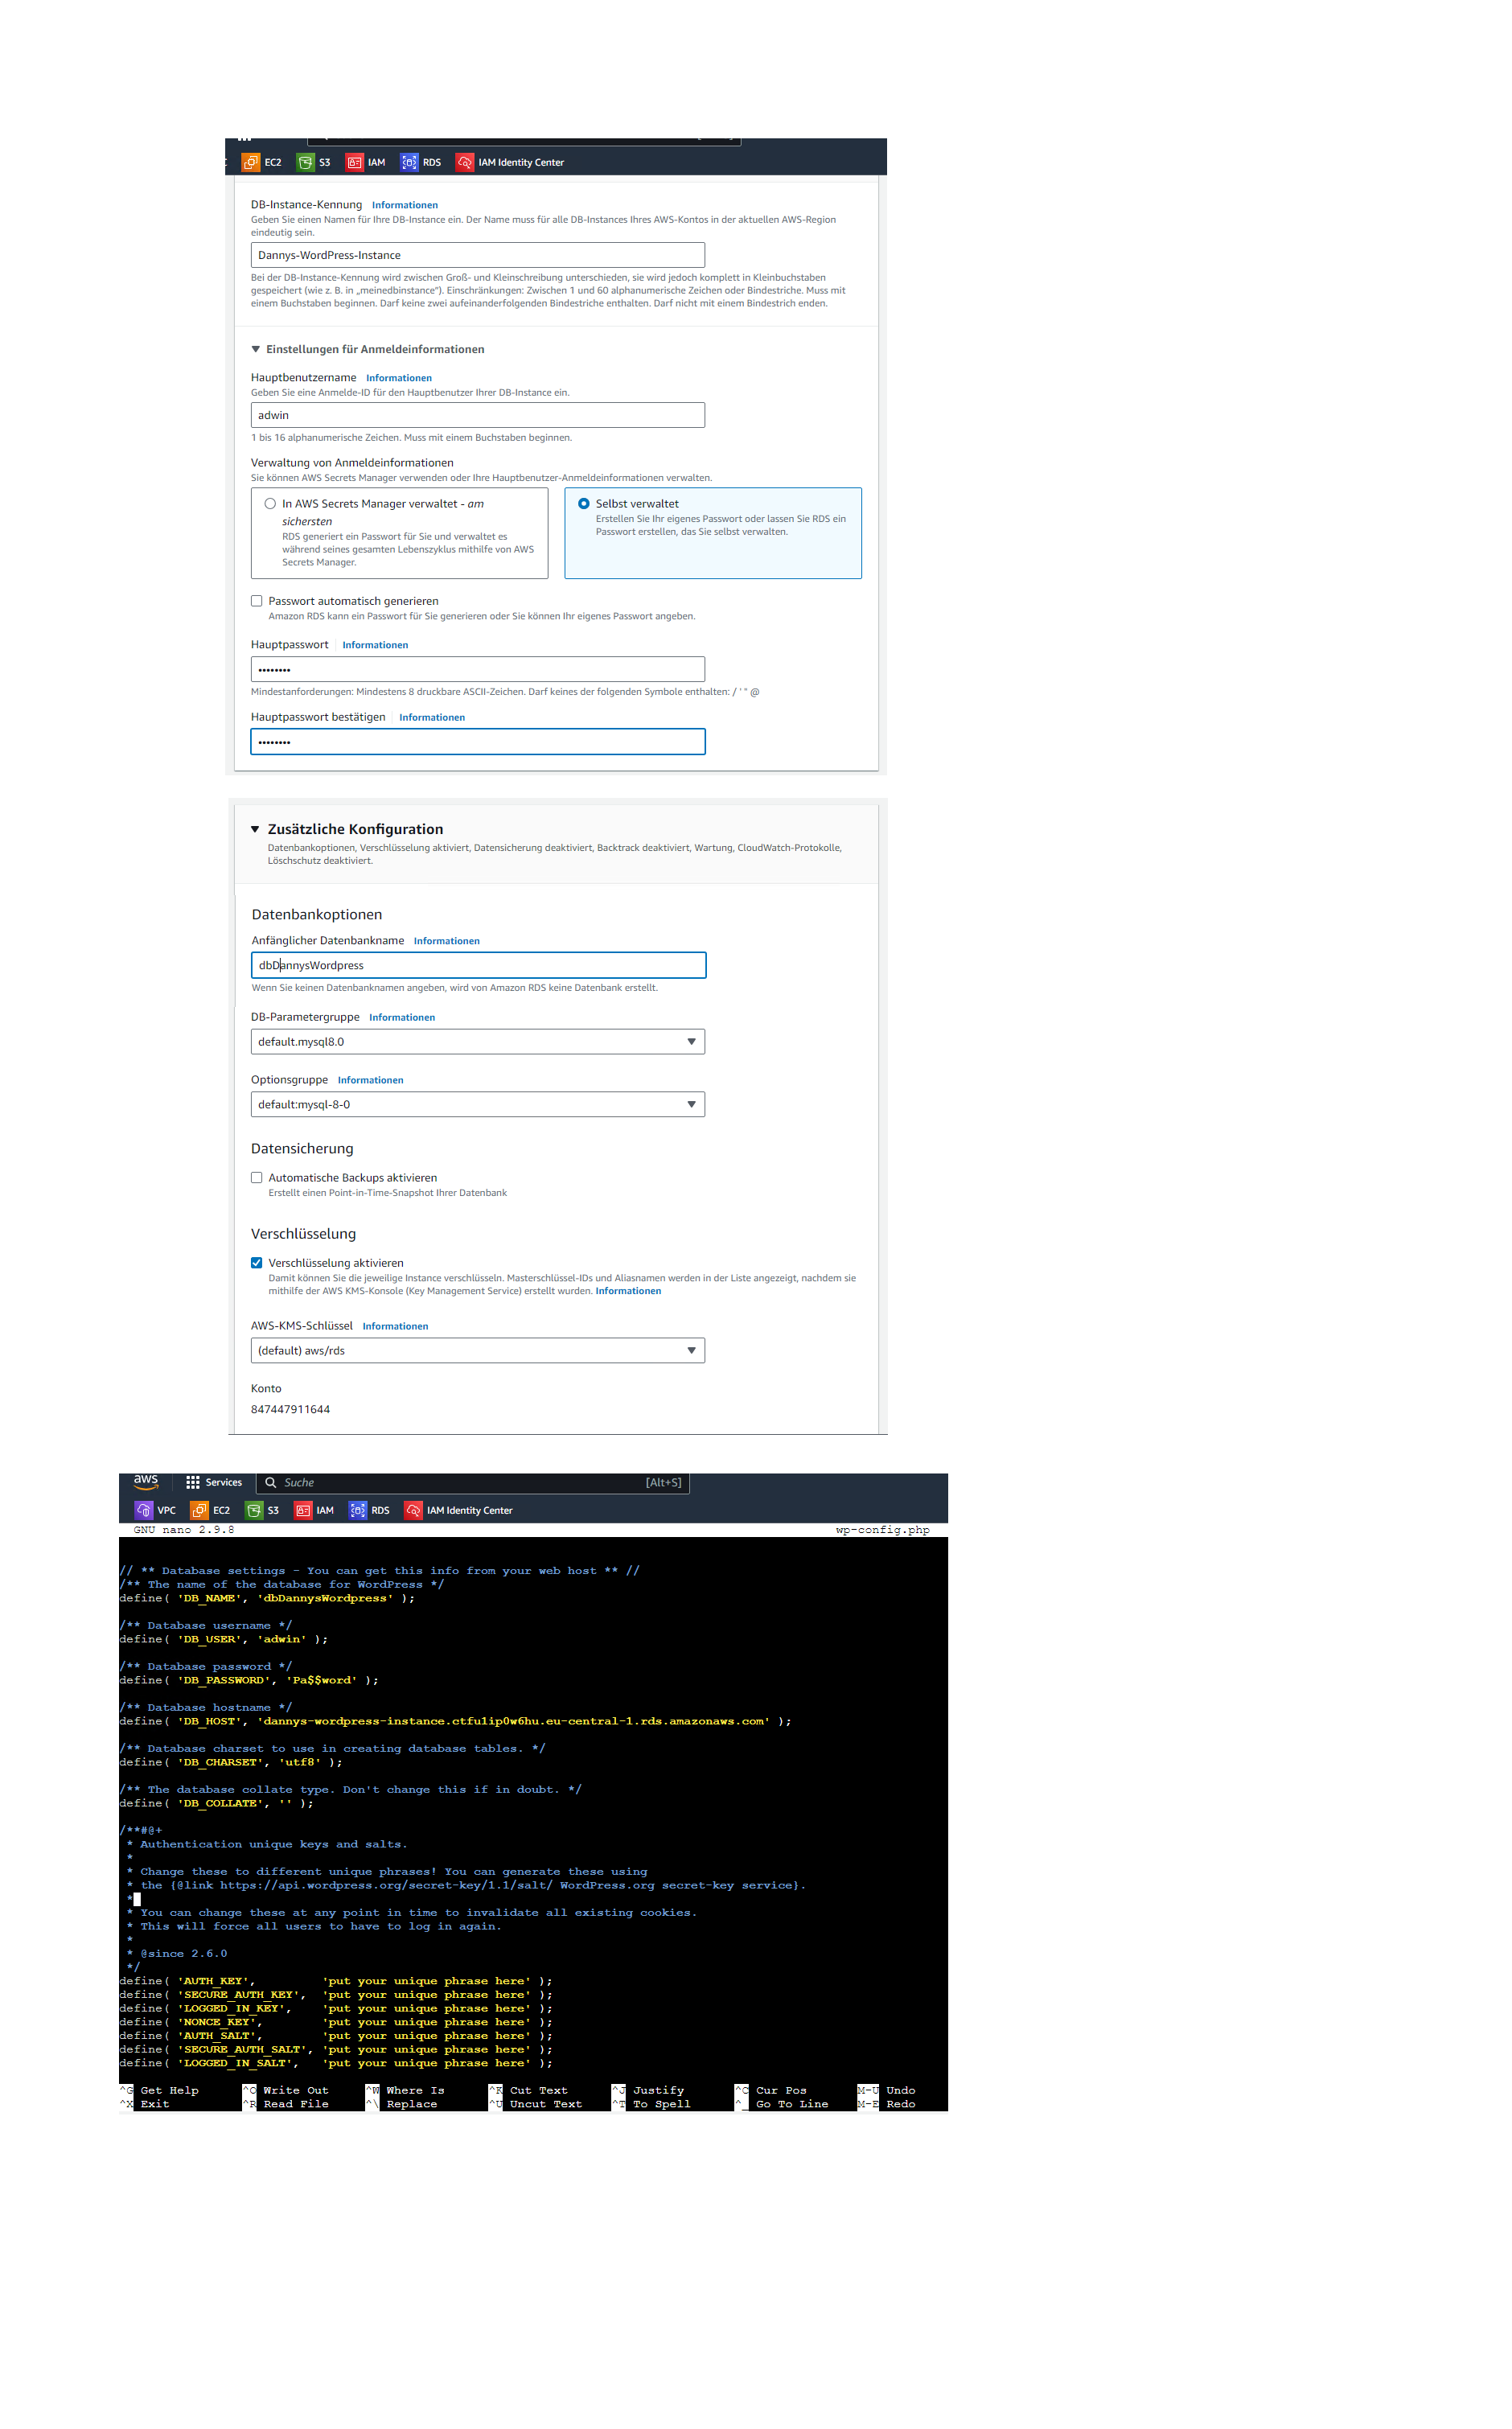 EC2 S3 IAM RDS IAM Identity Center
DB-Instance-Kennung Informationen
Geben Sie einen Namen für Ihre DB-Instance ein. Der Name muss für alle DB-Instances Ihres AWS-Kontos in der aktuellen AWS-Region
eindeutig sein.
Dannys-WordPress-Instance
Bei der DB-Instance-Kennung wird zwischen Groß- und Kleinschreibung unterschieden, sie wird jedoch komplett in Kleinbuchstaben
gespeichert (wie z. B. in „meinedbinstance“). Einschränkungen: Zwischen 1 und 60 alphanumerische Zeichen oder Bindestriche. Muss mit
einem Buchstaben beginnen. Darf keine zwei aufeinanderfolgenden Bindestriche enthalten. Darf nicht mit einem Bindestrich enden.
Einstellungen für Anmeldeinformationen
Hauptbenutzername Informationen
Geben Sie eine Anmelde-ID für den Hauptbenutzer Ihrer DB-Instance ein.
adwin
1 bis 16 alphanumerische Zeichen. Muss mit einem Buchstaben beginnen.
Verwaltung von Anmeldeinformationen
Sie können AWS Secrets Manager verwenden oder Ihre Hauptbenutzer-Anmeldeinformationen verwalten.
In AWS Secrets Manager verwaltet - am
sichersten
RDS generiert ein Passwort für Sie und verwaltet es
während seines gesamten Lebenszyklus mithilfe von AWS
Secrets Manager.
Selbst verwaltet
Erstellen Sie Ihr eigenes Passwort oder lassen Sie RDS ein
Passwort erstellen, das Sie selbst verwalten.
Passwort automatisch generieren
Amazon RDS kann ein Passwort für Sie generieren oder Sie können Ihr eigenes Passwort angeben.
Hauptpasswort Informationen
••••••••
Mindestanforderungen: Mindestens 8 druckbare ASCII-Zeichen. Darf keines der folgenden Symbole enthalten: / ' " @
Hauptpasswort bestätigen Informationen
••••••••
Zusätzliche Konfiguration
Datenbankoptionen, Verschlüsselung aktiviert, Datensicherung deaktiviert, Backtrack deaktiviert, Wartung, CloudWatch-Protokolle,
Löschschutz deaktiviert.
Datenbankoptionen
Anfänglicher Datenbankname Informationen
dbDannysWordpress
Wenn Sie keinen Datenbanknamen angeben, wird von Amazon RDS keine Datenbank erstellt.
DB-Parametergruppe Informationen
default.mysql8.0
Optionsgruppe Informationen
default:mysql-8-0
Datensicherung
Automatische Backups aktivieren
Erstellt einen Point-in-Time-Snapshot Ihrer Datenbank
Verschlüsselung
Verschlüsselung aktivieren
Damit können Sie die jeweilige Instance verschlüsseln. Masterschlüssel-IDs und Aliasnamen werden in der Liste angezeigt, nachdem sie
mithilfe der AWS KMS-Konsole (Key Management Service) erstellt wurden. Informationen
AWS-KMS-Schlüssel Informationen
(default) aws/rds
Konto
847447911644
aws Services Suche [Alt+S]
VPC EC2 S3 IAM RDS IAM Identity Center
GNU nano 2.9.8 wp-config.php
// ** Database settings - You can get this info from your web host ** //
/** The name of the database for WordPress */
define( 'DB_NAME', 'dbDannysWordpress' );
/** Database username */
define( 'DB_USER', 'adwin' );
/** Database password */
define( 'DB_PASSWORD', 'Pa$$word' );
/** Database hostname */
define( 'DB_HOST', 'dannys-wordpress-instance.ctfu1ip0w6hu.eu-central-1.rds.amazonaws.com' );
/** Database charset to use in creating database tables. */
define( 'DB_CHARSET', 'utf8' );
/** The database collate type. Don't change this if in doubt. */
define( 'DB_COLLATE', '' );
/**#@+
* Authentication unique keys and salts.
*
* Change these to different unique phrases! You can generate these using
* the {@link https://api.wordpress.org/secret-key/1.1/salt/ WordPress.org secret-key service}.
*
* You can change these at any point in time to invalidate all existing cookies.
* This will force all users to have to log in again.
*
* @since 2.6.0
*/
define( 'AUTH_KEY', 'put your unique phrase here' );
define( 'SECURE_AUTH_KEY', 'put your unique phrase here' );
define( 'LOGGED_IN_KEY', 'put your unique phrase here' );
define( 'NONCE_KEY', 'put your unique phrase here' );
define( 'AUTH_SALT', 'put your unique phrase here' );
define( 'SECURE_AUTH_SALT', 'put your unique phrase here' );
define( 'LOGGED_IN_SALT', 'put your unique phrase here' );
^G Get Help ^O Write Out ^W Where Is ^K Cut Text ^J Justify ^C Cur Pos M-U Undo
^X Exit ^R Read File ^\ Replace ^U Uncut Text ^T To Spell ^_ Go To Line M-E Redo